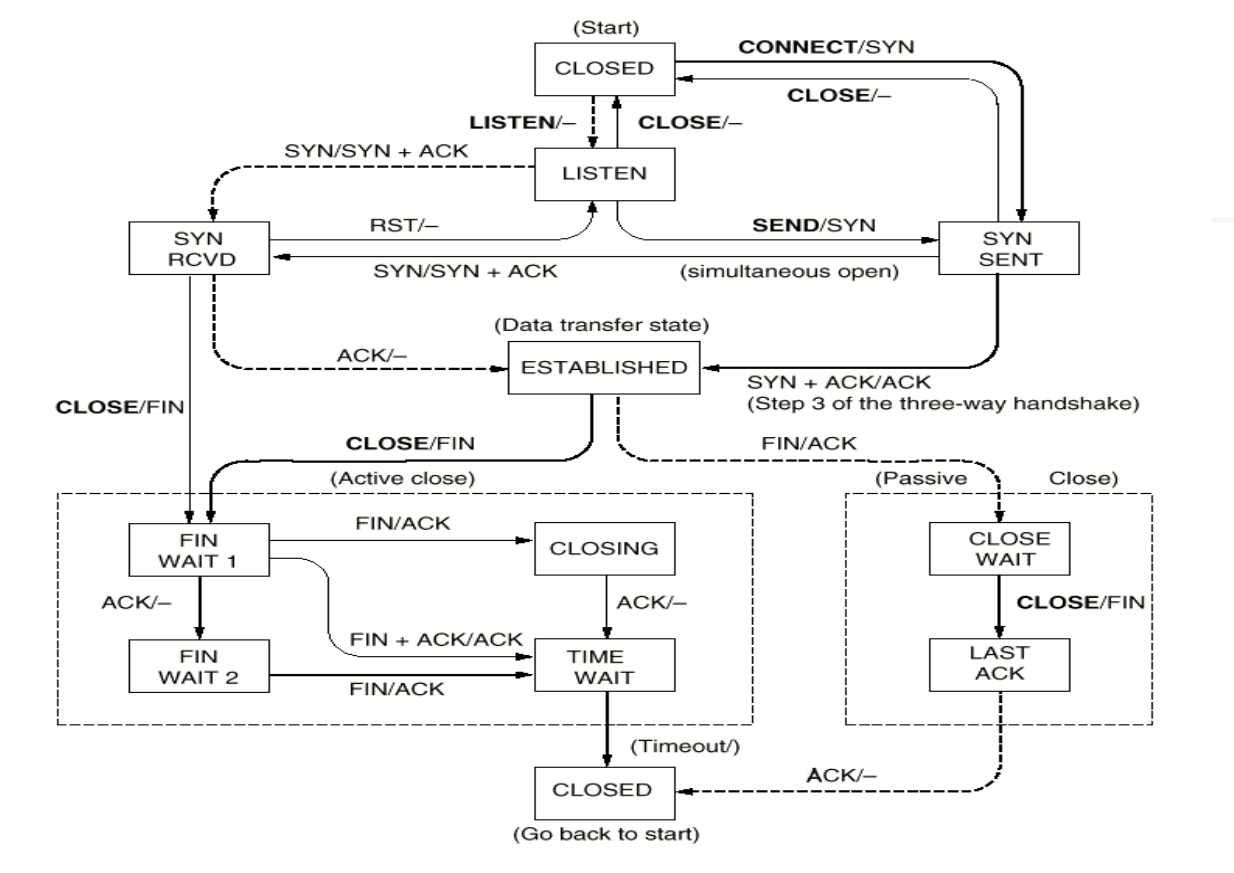 (Start)
CLOSED
CONNECT/SYN
CLOSE/–
LISTEN/–
CLOSE/–
SYN/SYN + ACK
LISTEN
SYN
RCVD
RST/–
SEND/SYN
SYN
SENT
SYN/SYN + ACK
(simultaneous open)
(Data transfer state)
ACK/–
ESTABLISHED
SYN + ACK/ACK
(Step 3 of the three-way handshake)
CLOSE/FIN
CLOSE/FIN
FIN/ACK
(Active close)
(Passive Close)
FIN
WAIT 1
FIN/ACK
CLOSING
CLOSE
WAIT
ACK/–
ACK/–
CLOSE/FIN
FIN + ACK/ACK
FIN
WAIT 2
TIME
WAIT
LAST
ACK
FIN/ACK
(Timeout/)
CLOSED
ACK/–
(Go back to start)